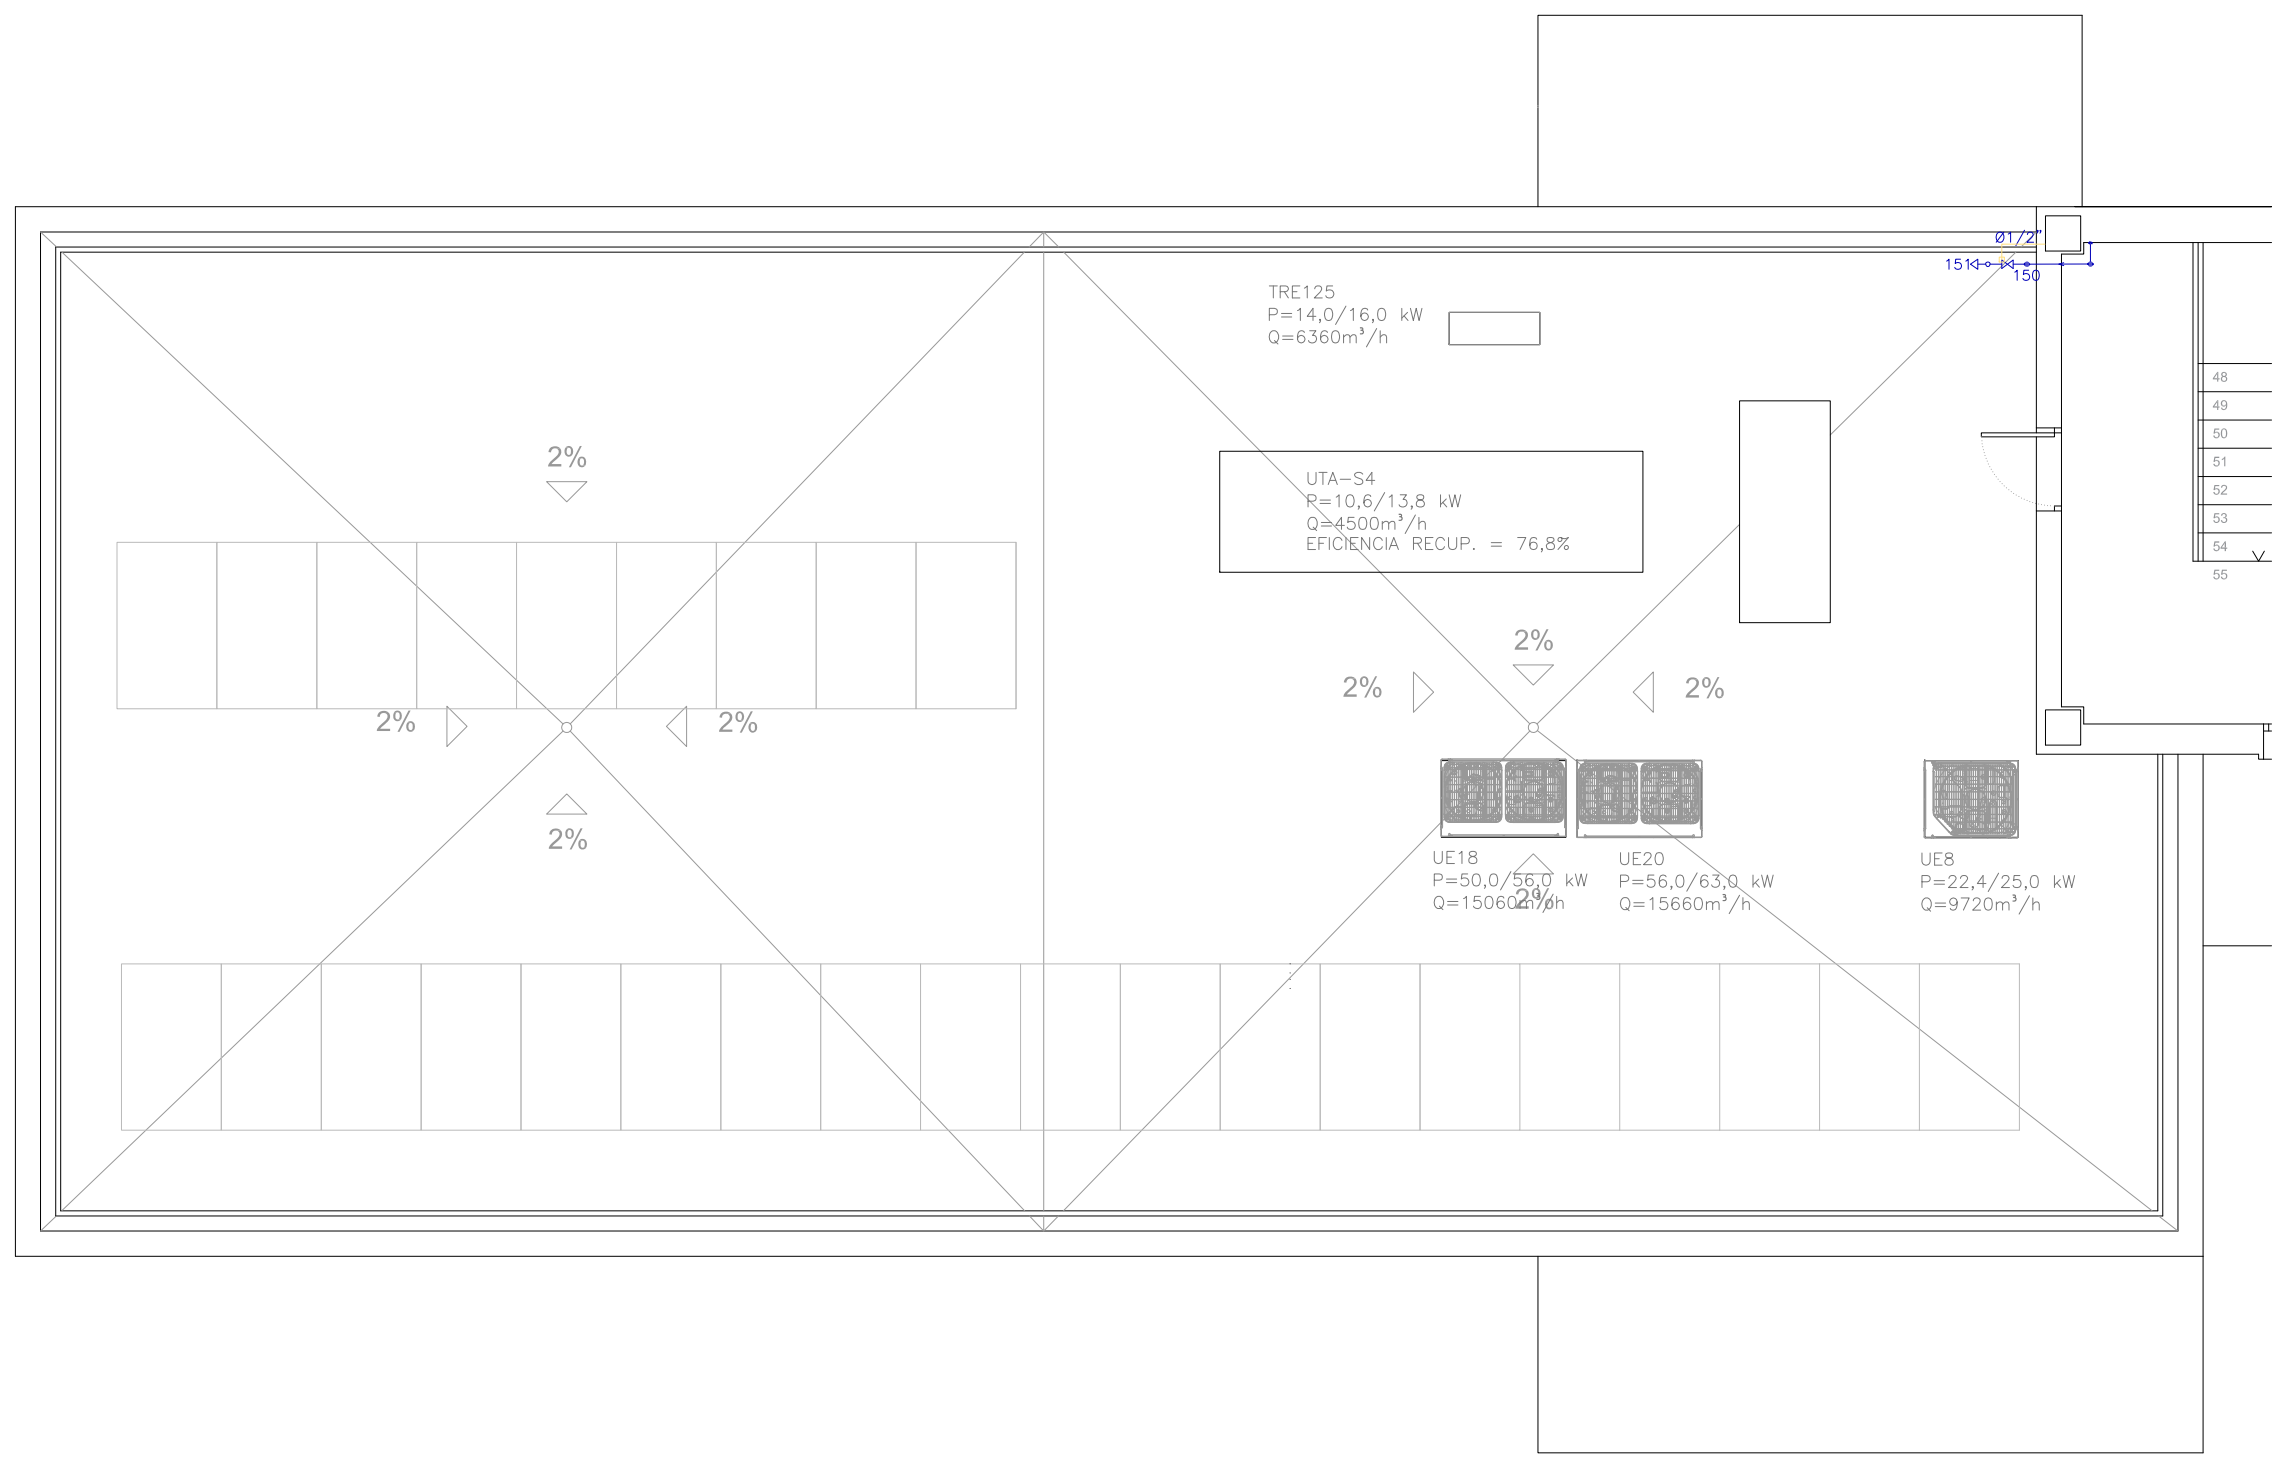 Ø1/2"
151
150
TRE125
P=14,0/16,0 kW
Q=6360m³/h
48
49
50
51
52
53
54
55
2%
UTA-S4
P=10,6/13,8 kW
Q=4500m³/h
EFICIENCIA RECUP. = 76,8%
2%
2%
2%
2%
2%
2%
UE18
P=50,0/56,0 kW
Q=15060m³/h
2%
UE20
P=56,0/63,0 kW
Q=15660m³/h
UE8
P=22,4/25,0 kW
Q=9720m³/h